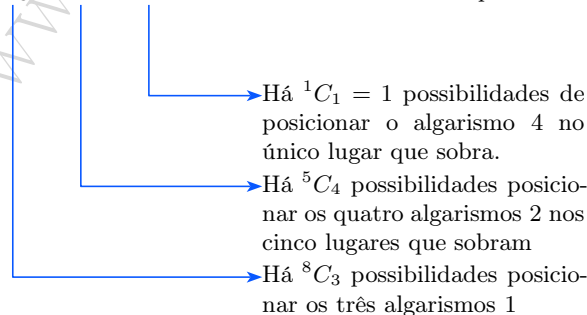 Há ¹C₁ = 1 possibilidades de
posicionar o algarismo 4 no
único lugar que sobra.
Há ⁵C₄ possibilidades posicio-
nar os quatro algarismos 2 nos
cinco lugares que sobram
Há ⁸C₃ possibilidades posicio-
nar os três algarismos 1